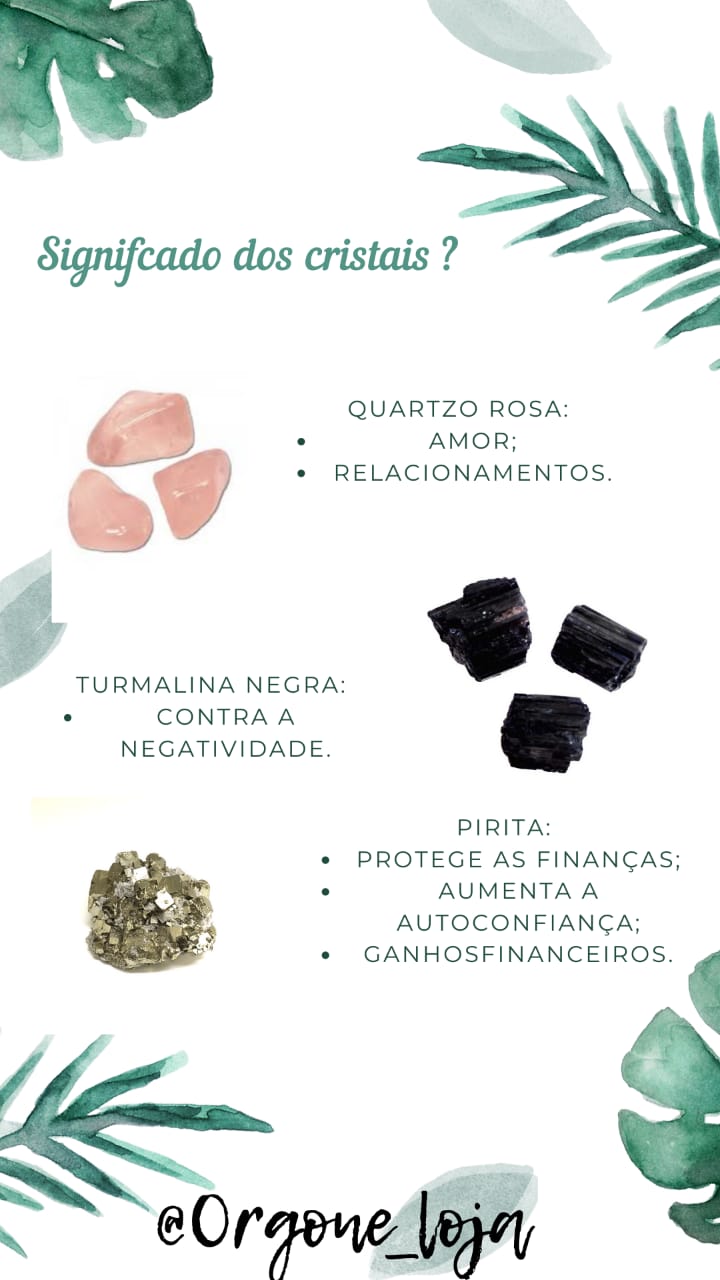 Signifcado dos cristais ?
QUARTZO ROSA:
• AMOR;
• RELACIONAMENTOS.
TURMALINA NEGRA:
• CONTRA A
NEGATIVIDADE.
PIRITA:
• PROTEGE AS FINANÇAS;
• AUMENTA A
AUTOCONFIANÇA;
• GANHOSFINANCEIROS.
@Orgone_loja